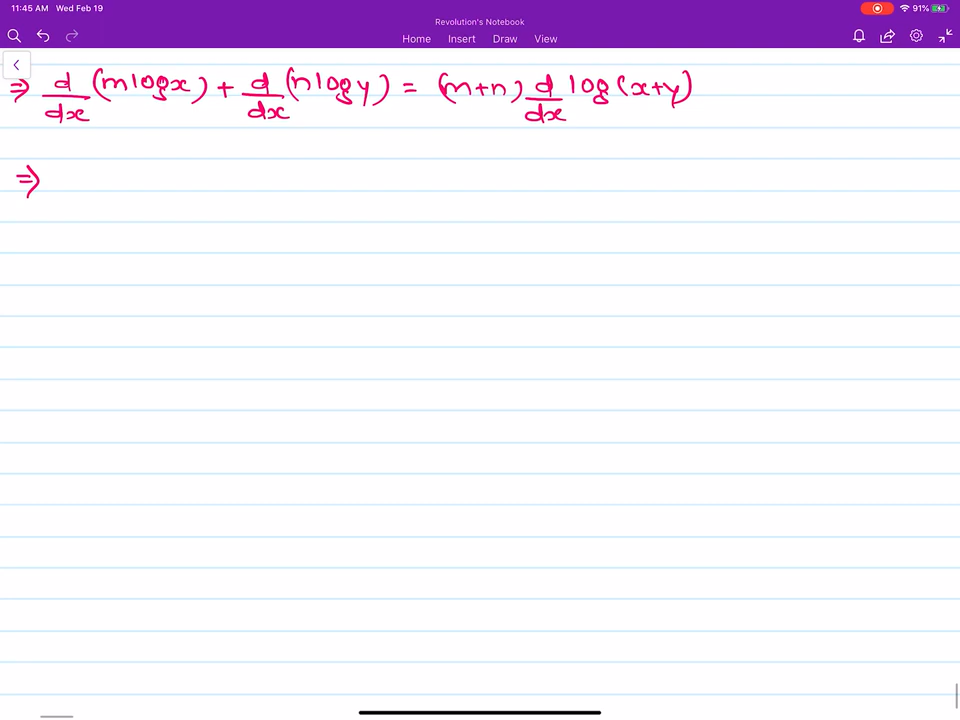 11:45 AM Wed Feb 19
91%
Revolution's Notebook
Home Insert Draw View
⇒ d/dx (m log x) + d/dx (n log y) = (m+n) d/dx log(x+y)
⇒